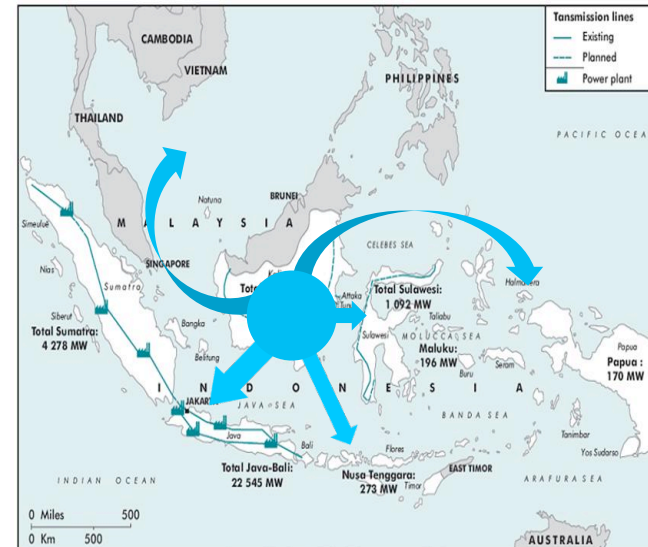 Tansmission lines
Existing
Planned
Power plant
CAMBODIA
VIETNAM
THAILAND
PHILIPPINES
PACIFIC OCEA
Natuna
BRUNEI
MALAYSIA
Simeulue
SINGAPORE
CELEBES SEA
Nias
Sumatra
Halmahera
Total Sulawesi:
1 092 MW
Siberut
Bangka
Attaka
Total Sumatra:
4 278 MW
Sulawesi
Taliabu
MOLUCCA SEA
Belitung
Maluku:
196 MW
Buru
Seram
Papua
Papua :
170 MW
INDONESIA
JAVA SEA
BANDA SEA
Java
Bali
Flores
Tanimbar
Yos Sudarso
Total Java-Bali:
22 545 MW
Nusa Tenggara:
273 MW
EAST TIMOR
Timor
ARAFURA SEA
INDIAN OCEAN
0 Miles 500
0 Km 500
AUSTRALIA